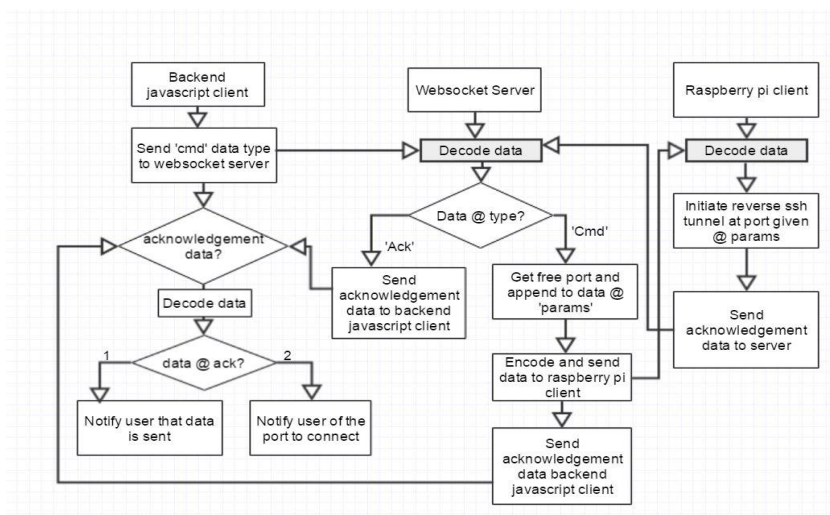 Backend
javascript client
Send 'cmd' data type
to websocket server
acknowledgement
data?
Decode data
data @ ack?
1
2
Notify user that data
is sent
Notify user of the
port to connect
Websocket Server
Decode data
Data @ type?
'Ack'
'Cmd'
Send
acknowledgement
data to backend
javascript client
Get free port and
append to data @
'params'
Encode and send
data to raspberry pi
client
Send
acknowledgement
data backend
javascript client
Raspberry pi client
Decode data
Initiate reverse ssh
tunnel at port given
@ params
Send
acknowledgement
data to server